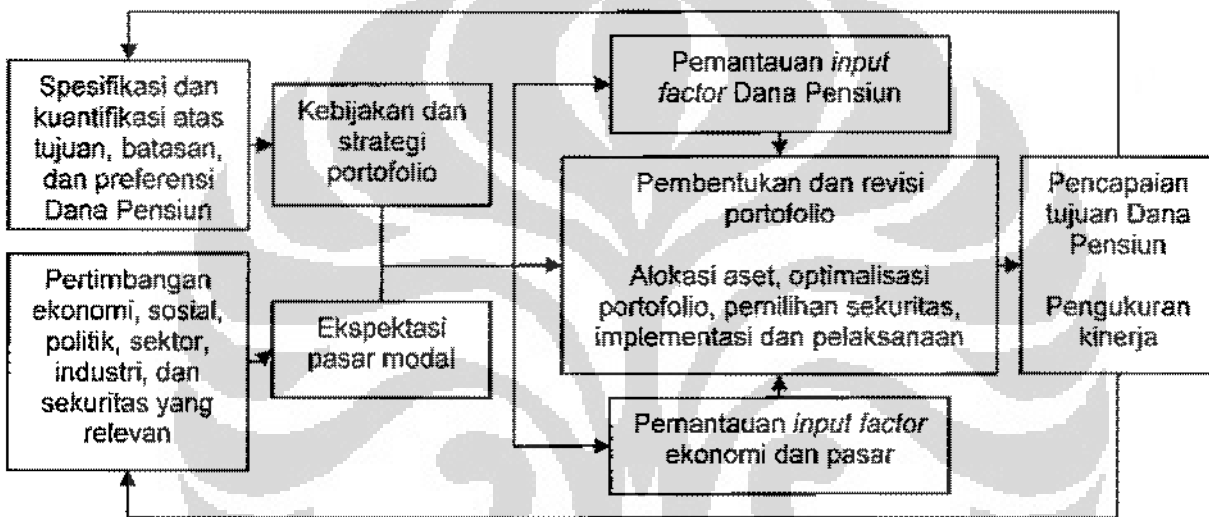 Spesifikasi dan
kuantifikasi atas
tujuan, batasan,
dan preferensi
Dana Pensiun
Kebijakan dan
strategi
portofolio
Pertimbangan
ekonomi, sosial,
politik, sektor,
industri, dan
sekuritas yang
relevan
Ekspektasi
pasar modal
Pemantauan input
factor Dana Pensiun
Pembentukan dan revisi
portofolio
Alokasi aset, optimalisasi
portofolio, pemilihan sekuritas,
implementasi dan pelaksanaan
Pemantauan input factor
ekonomi dan pasar
Pencapaian
tujuan Dana
Pensiun
Pengukuran
kinerja